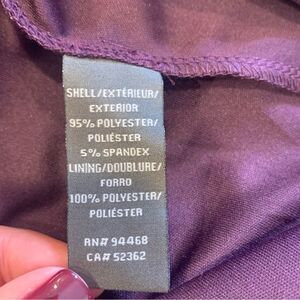 SHELL/EXTÉRIEUR/
EXTERIOR
95% POLYESTER/
POLIÉSTER
5% SPANDEX
LINING/DOUBLURE/
FORRO
100% POLYESTER/
POLIÉSTER
RN# 94468
CA# 52362